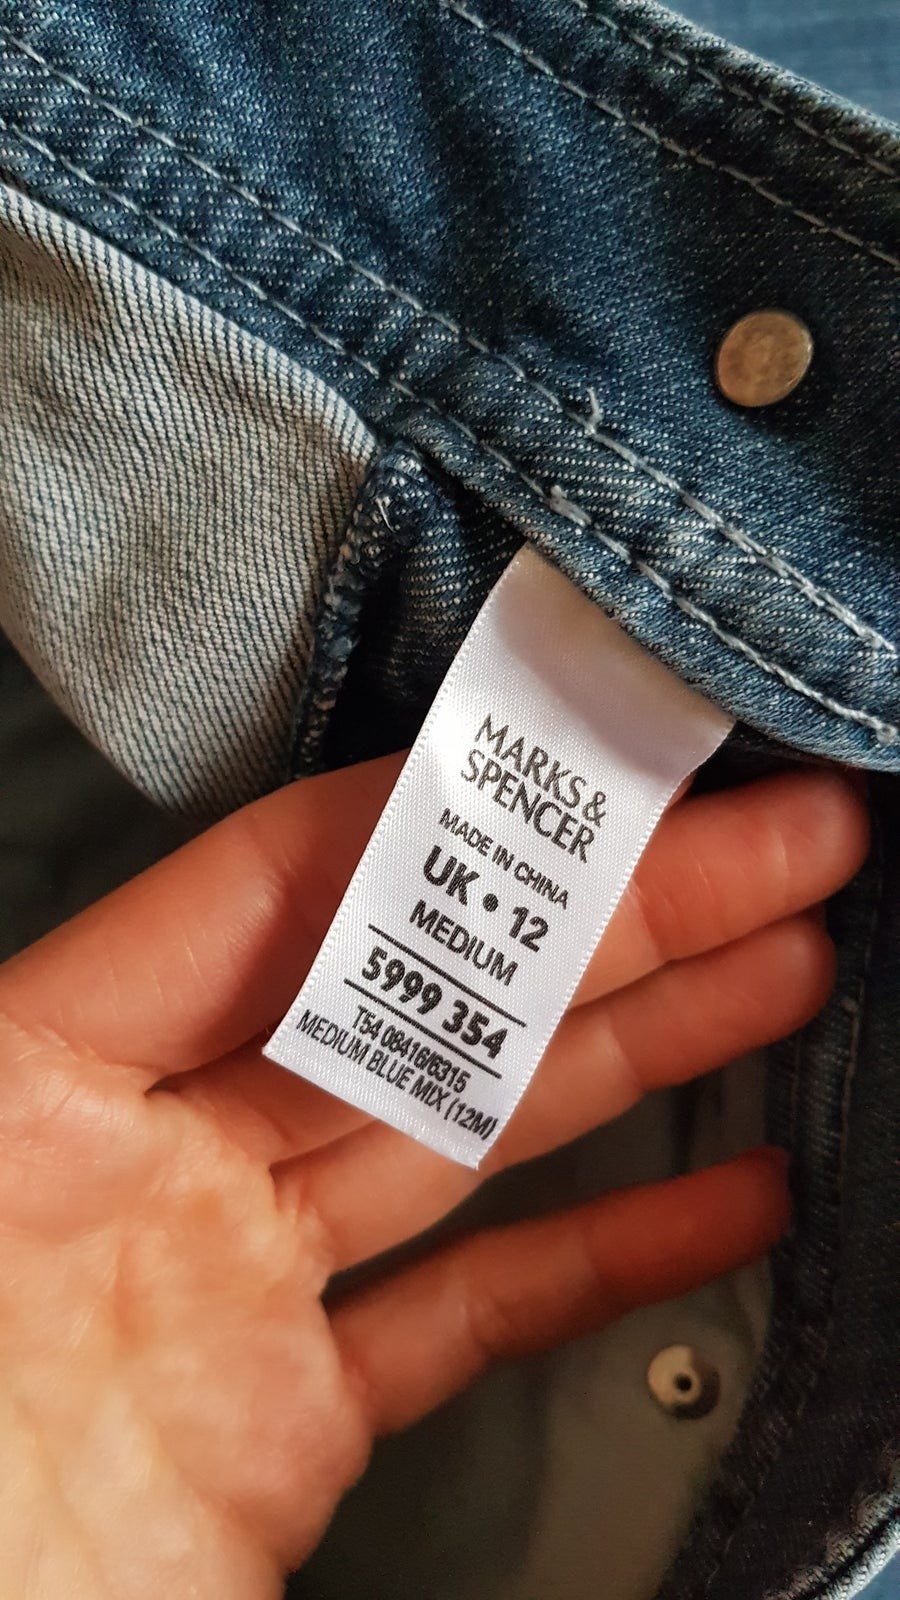 MARKS &
SPENCER
MADE IN CHINA
UK • 12
MEDIUM
5999 354
T54 08416/6315
MEDIUM BLUE MIX (12M)